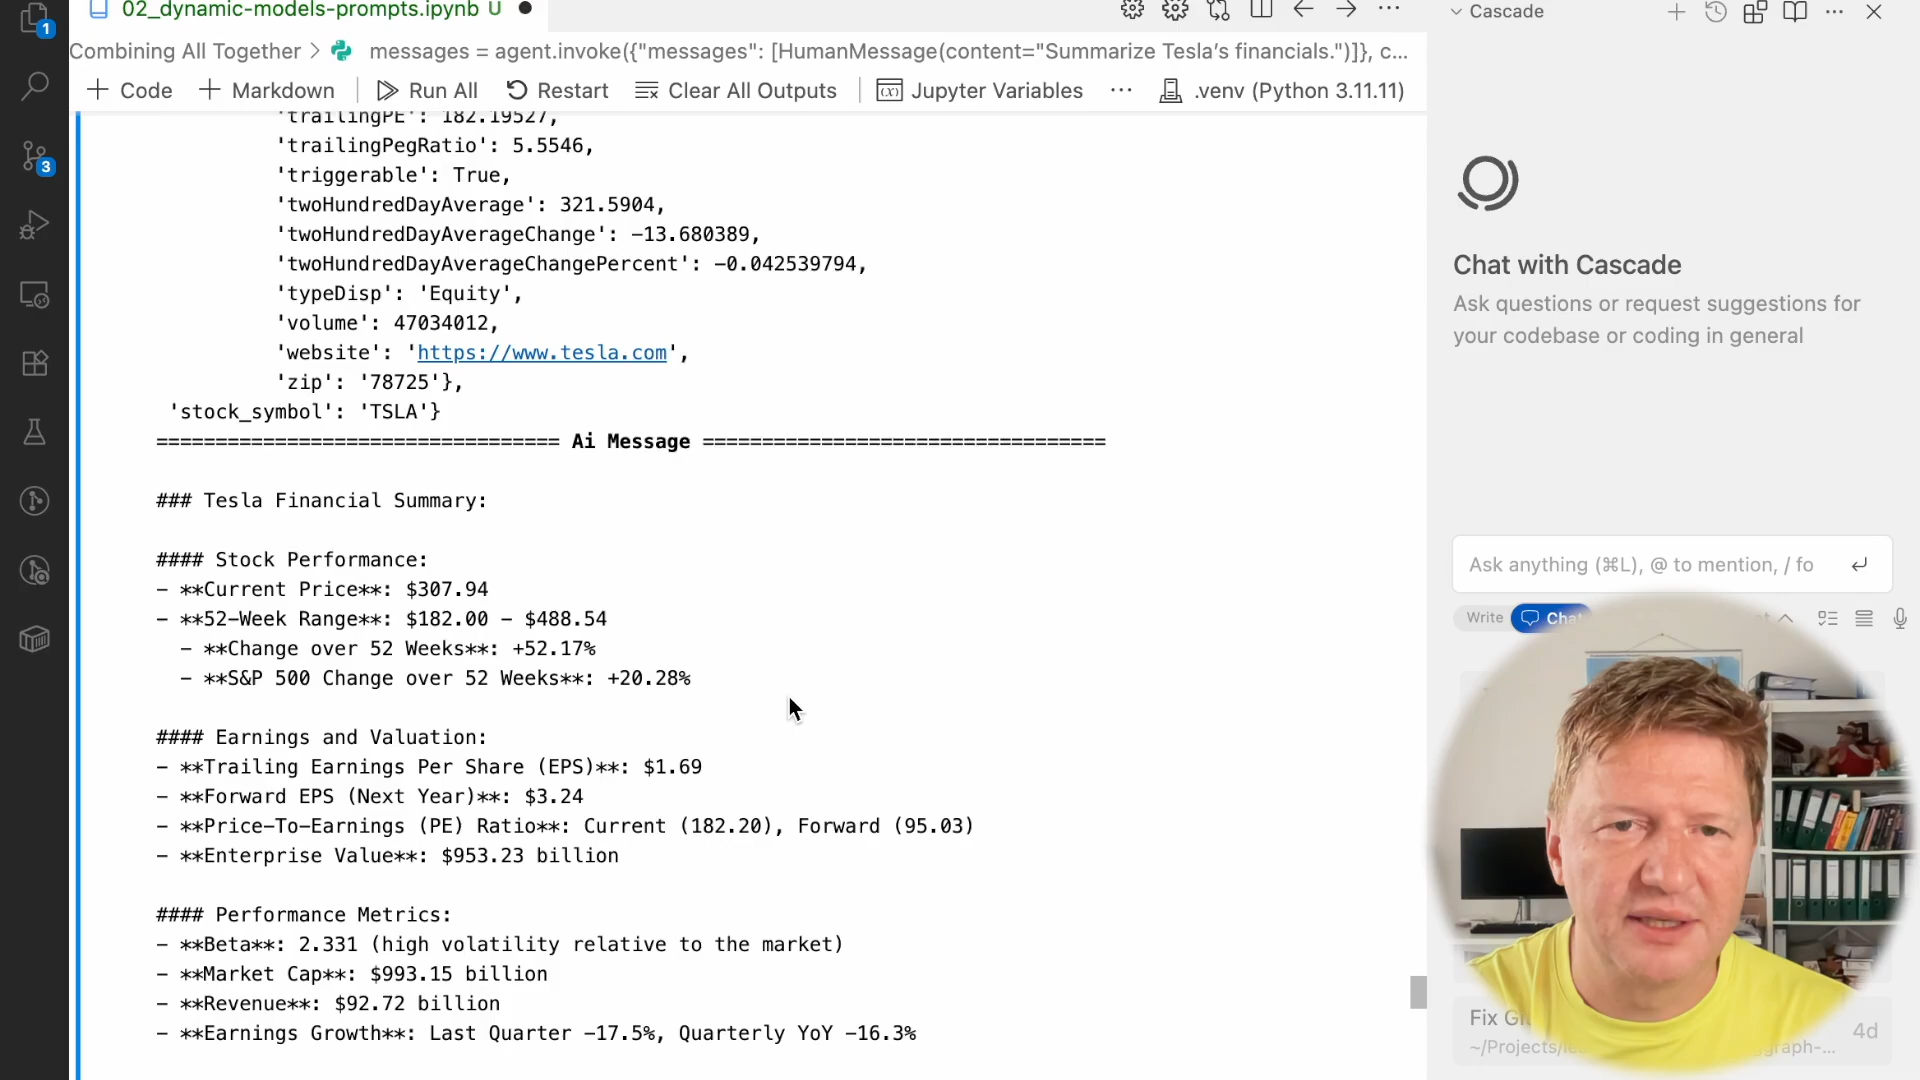 02_dynamic-models-prompts.ipynb U
Combining All Together > messages = agent.invoke({"messages": [HumanMessage(content="Summarize Tesla’s financials.")]}, c...
Code
Markdown
Run All
Restart
Clear All Outputs
Jupyter Variables
...
.venv (Python 3.11.11)
1
3
'trailingPE': 182.19527,
'trailingPegRatio': 5.5546,
'triggerable': True,
'twoHundredDayAverage': 321.5904,
'twoHundredDayAverageChange': -13.680389,
'twoHundredDayAverageChangePercent': -0.042539794,
'typeDisp': 'Equity',
'volume': 47034012,
'website': 'https://www.tesla.com',
'zip': '78725'},
'stock_symbol': 'TSLA'}
================================== Ai Message ==================================
### Tesla Financial Summary:
#### Stock Performance:
- **Current Price**: $307.94
- **52-Week Range**: $182.00 - $488.54
- **Change over 52 Weeks**: +52.17%
- **S&P 500 Change over 52 Weeks**: +20.28%
#### Earnings and Valuation:
- **Trailing Earnings Per Share (EPS)**: $1.69
- **Forward EPS (Next Year)**: $3.24
- **Price-To-Earnings (PE) Ratio**: Current (182.20), Forward (95.03)
- **Enterprise Value**: $953.23 billion
#### Performance Metrics:
- **Beta**: 2.331 (high volatility relative to the market)
- **Market Cap**: $993.15 billion
- **Revenue**: $92.72 billion
- **Earnings Growth**: Last Quarter -17.5%, Quarterly YoY -16.3%
Cascade
Chat with Cascade
Ask questions or request suggestions for
your codebase or coding in general
Ask anything (⌘L), @ to mention, / fo
Write
Chat
Fix
4d
~/Projects/